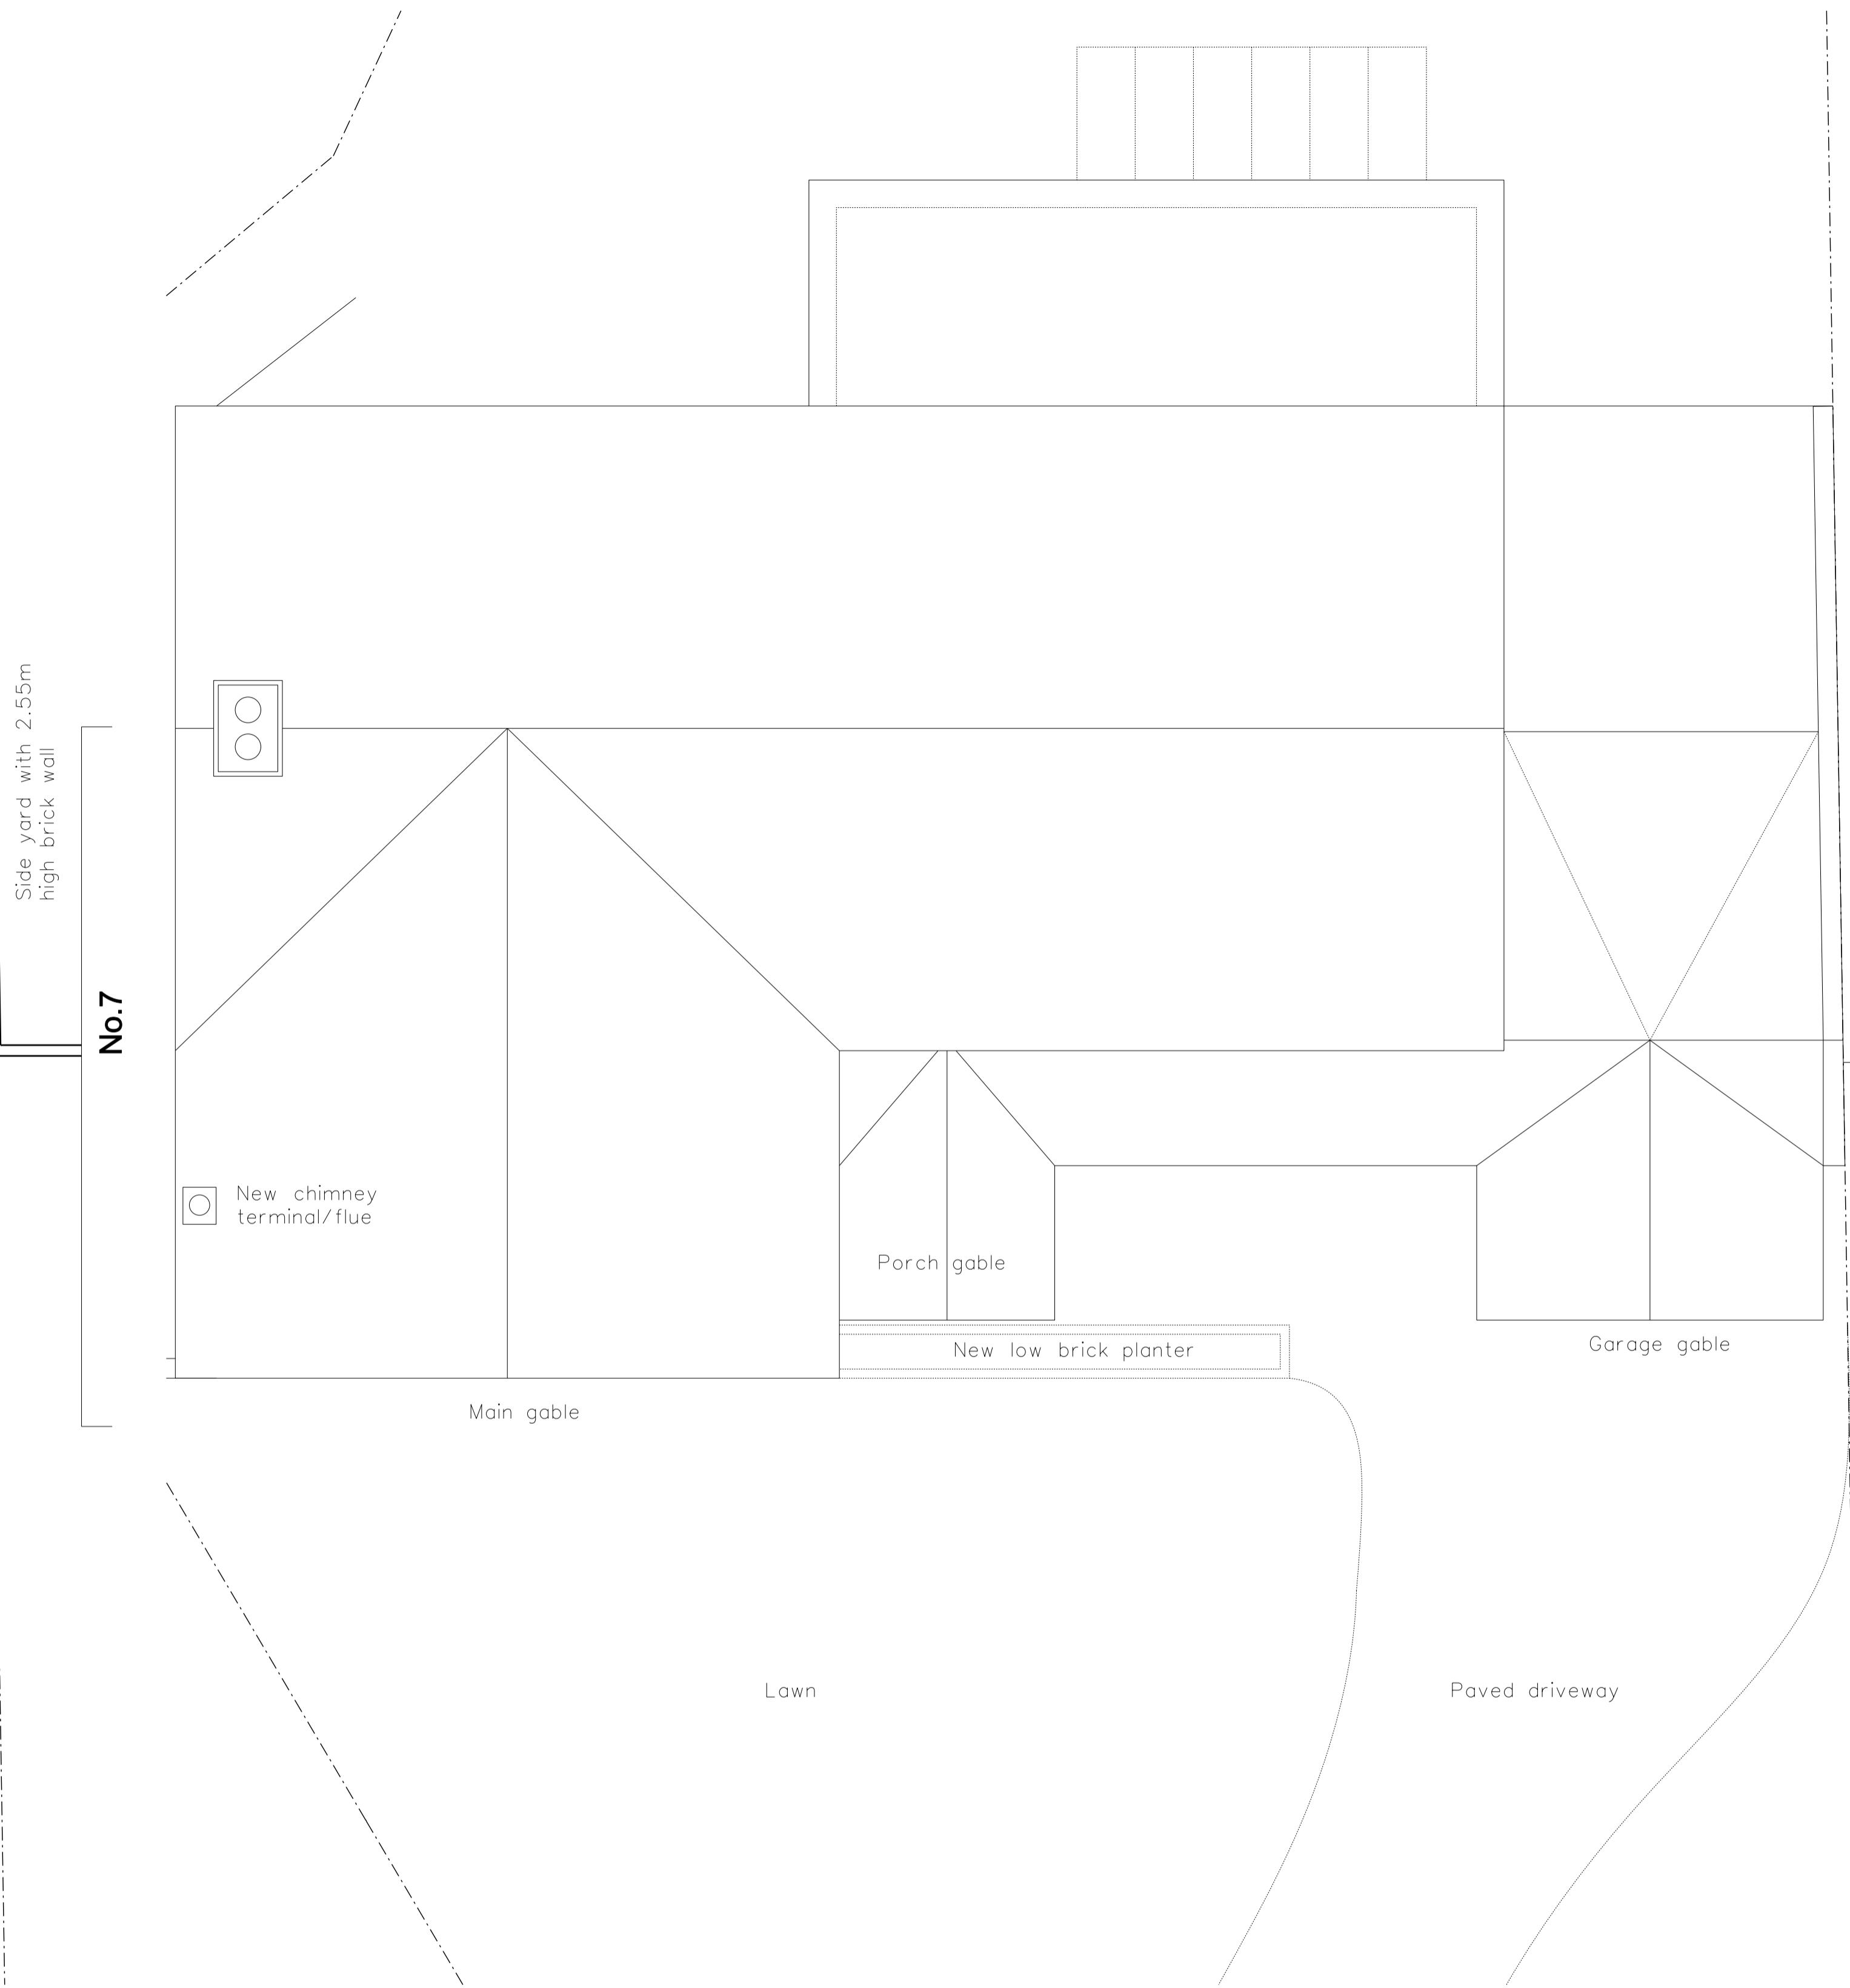 Side yard with 2.55m
high brick wall
No.7
New chimney
terminal/flue
Porch gable
New low brick planter
Garage gable
Main gable
Lawn
Paved driveway